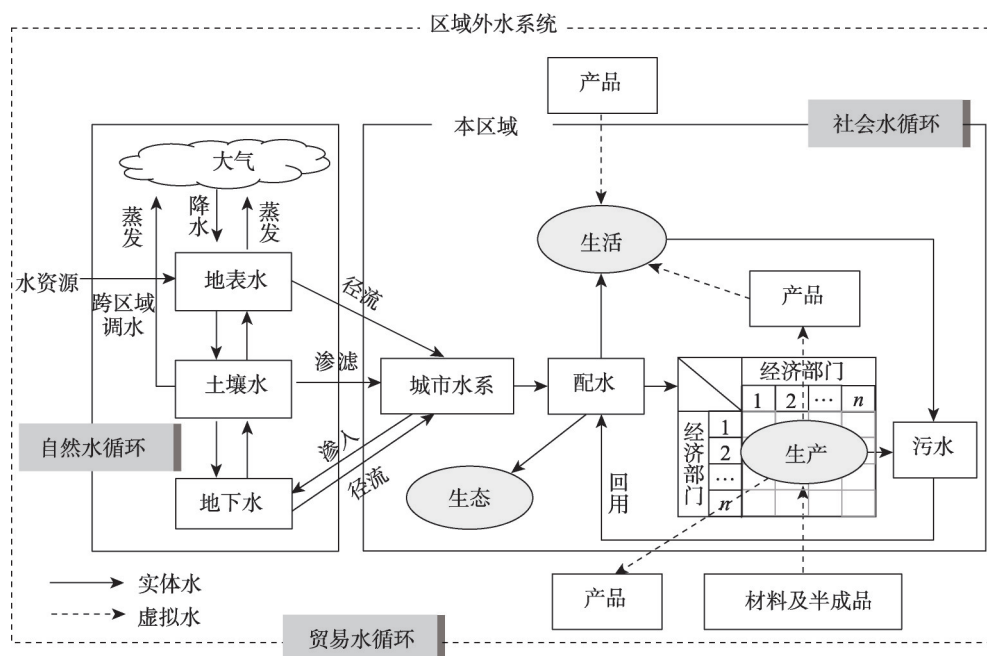 区域外水系统
产品
本区域
社会水循环
大气
蒸发
降水
蒸发
生活
水资源
地表水
径流
产品
跨区域
调水
经济部门
土壤水
渗滤
城市水系
配水
1 2 … n
自然水循环
渗入
经济部门
1
2
…
n
生产
污水
径流
地下水
生态
回用
实体水
产品
材料及半成品
虚拟水
贸易水循环